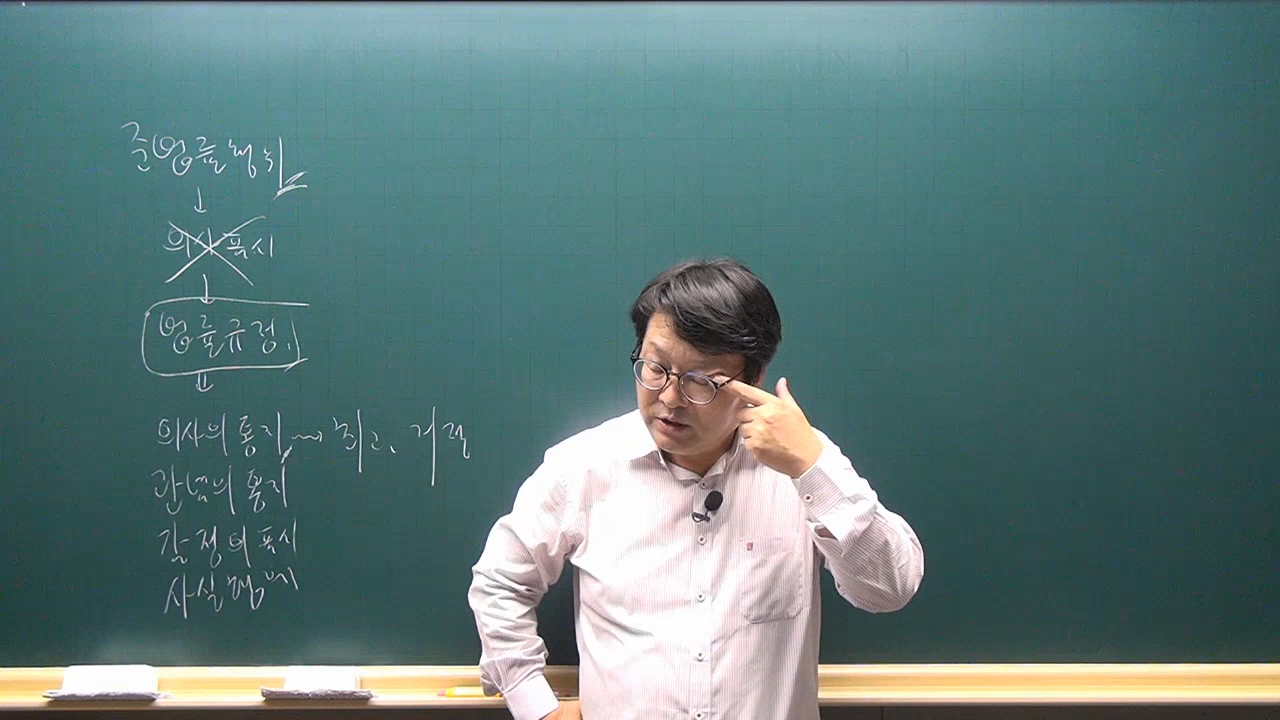 준법률행위
의사표시
법률규정
의사의 통지 최고, 거절
관념의 통지
감정의 표시
사실행위